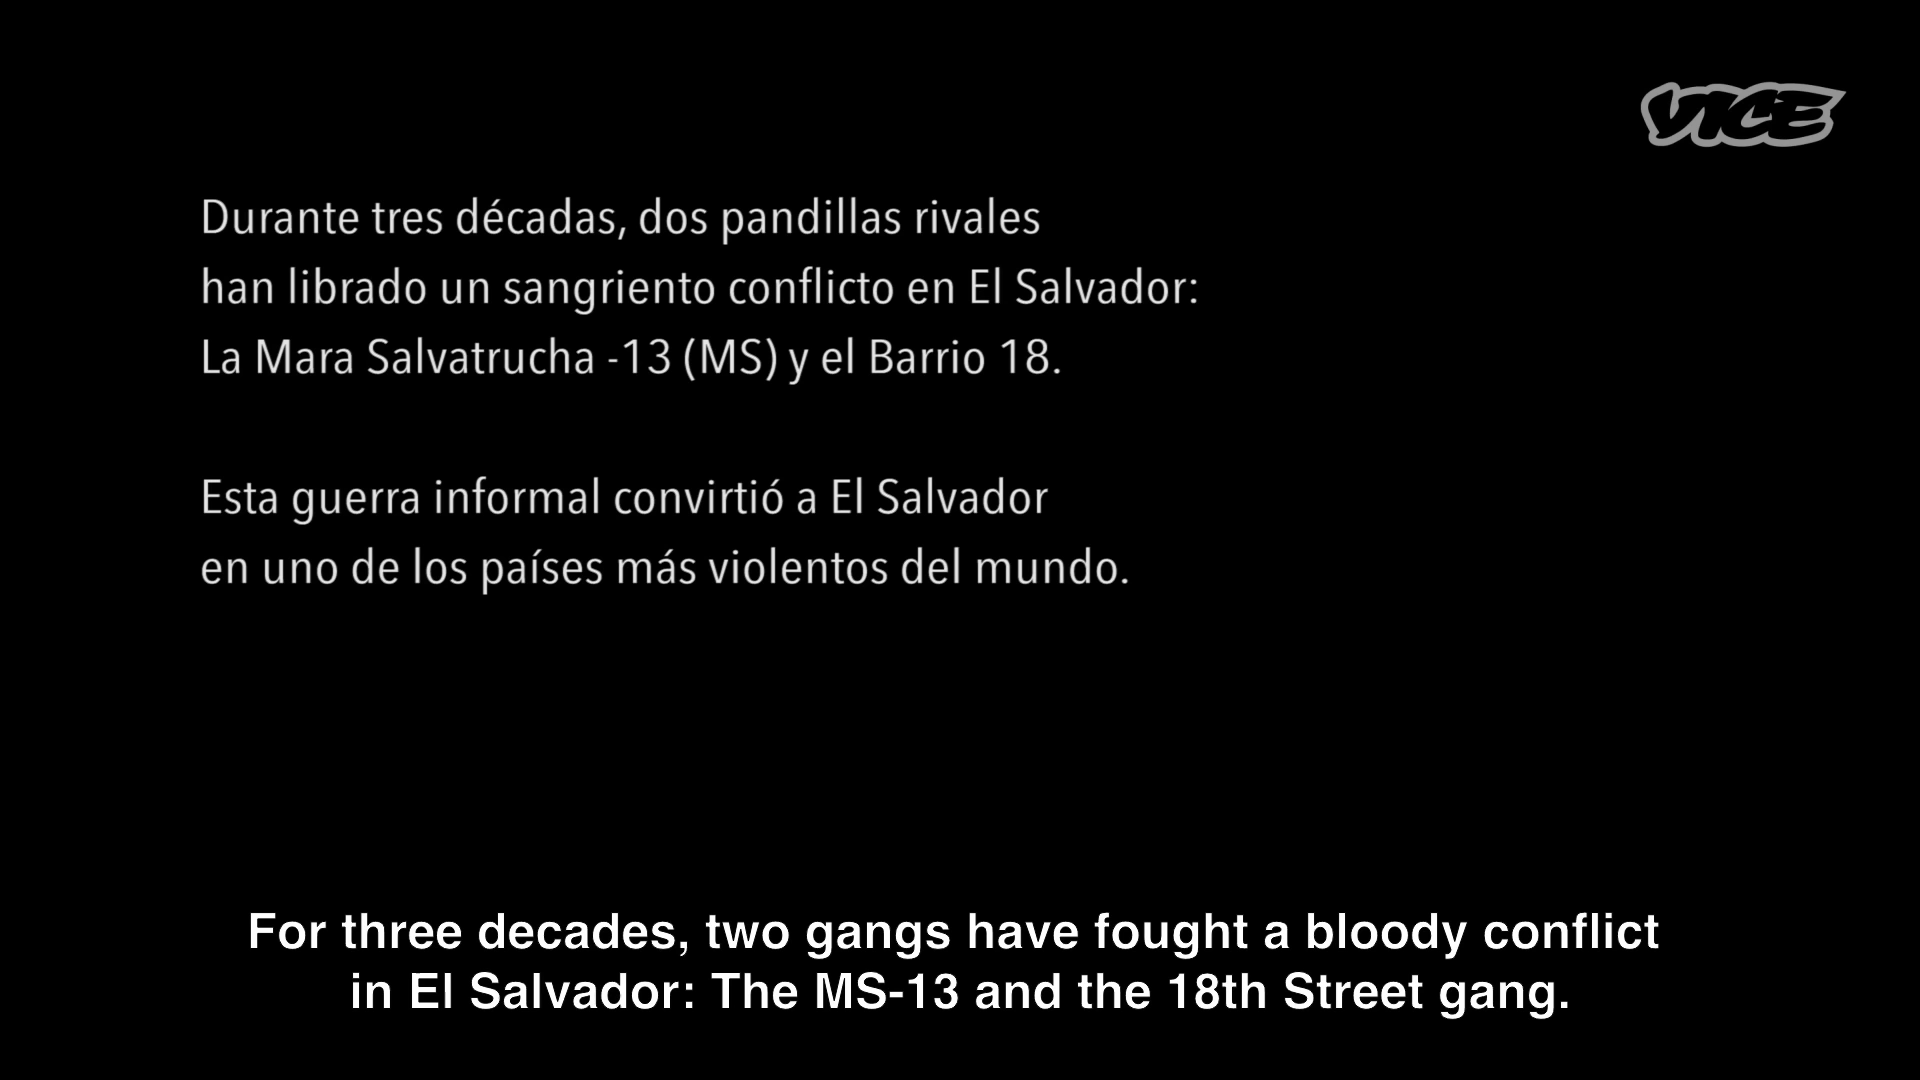 VICE
Durante tres décadas, dos pandillas rivales
han librado un sangriento conflicto en El Salvador:
La Mara Salvatrucha -13 (MS) y el Barrio 18.
Esta guerra informal convirtió a El Salvador
en uno de los países más violentos del mundo.
For three decades, two gangs have fought a bloody conflict
in El Salvador: The MS-13 and the 18th Street gang.